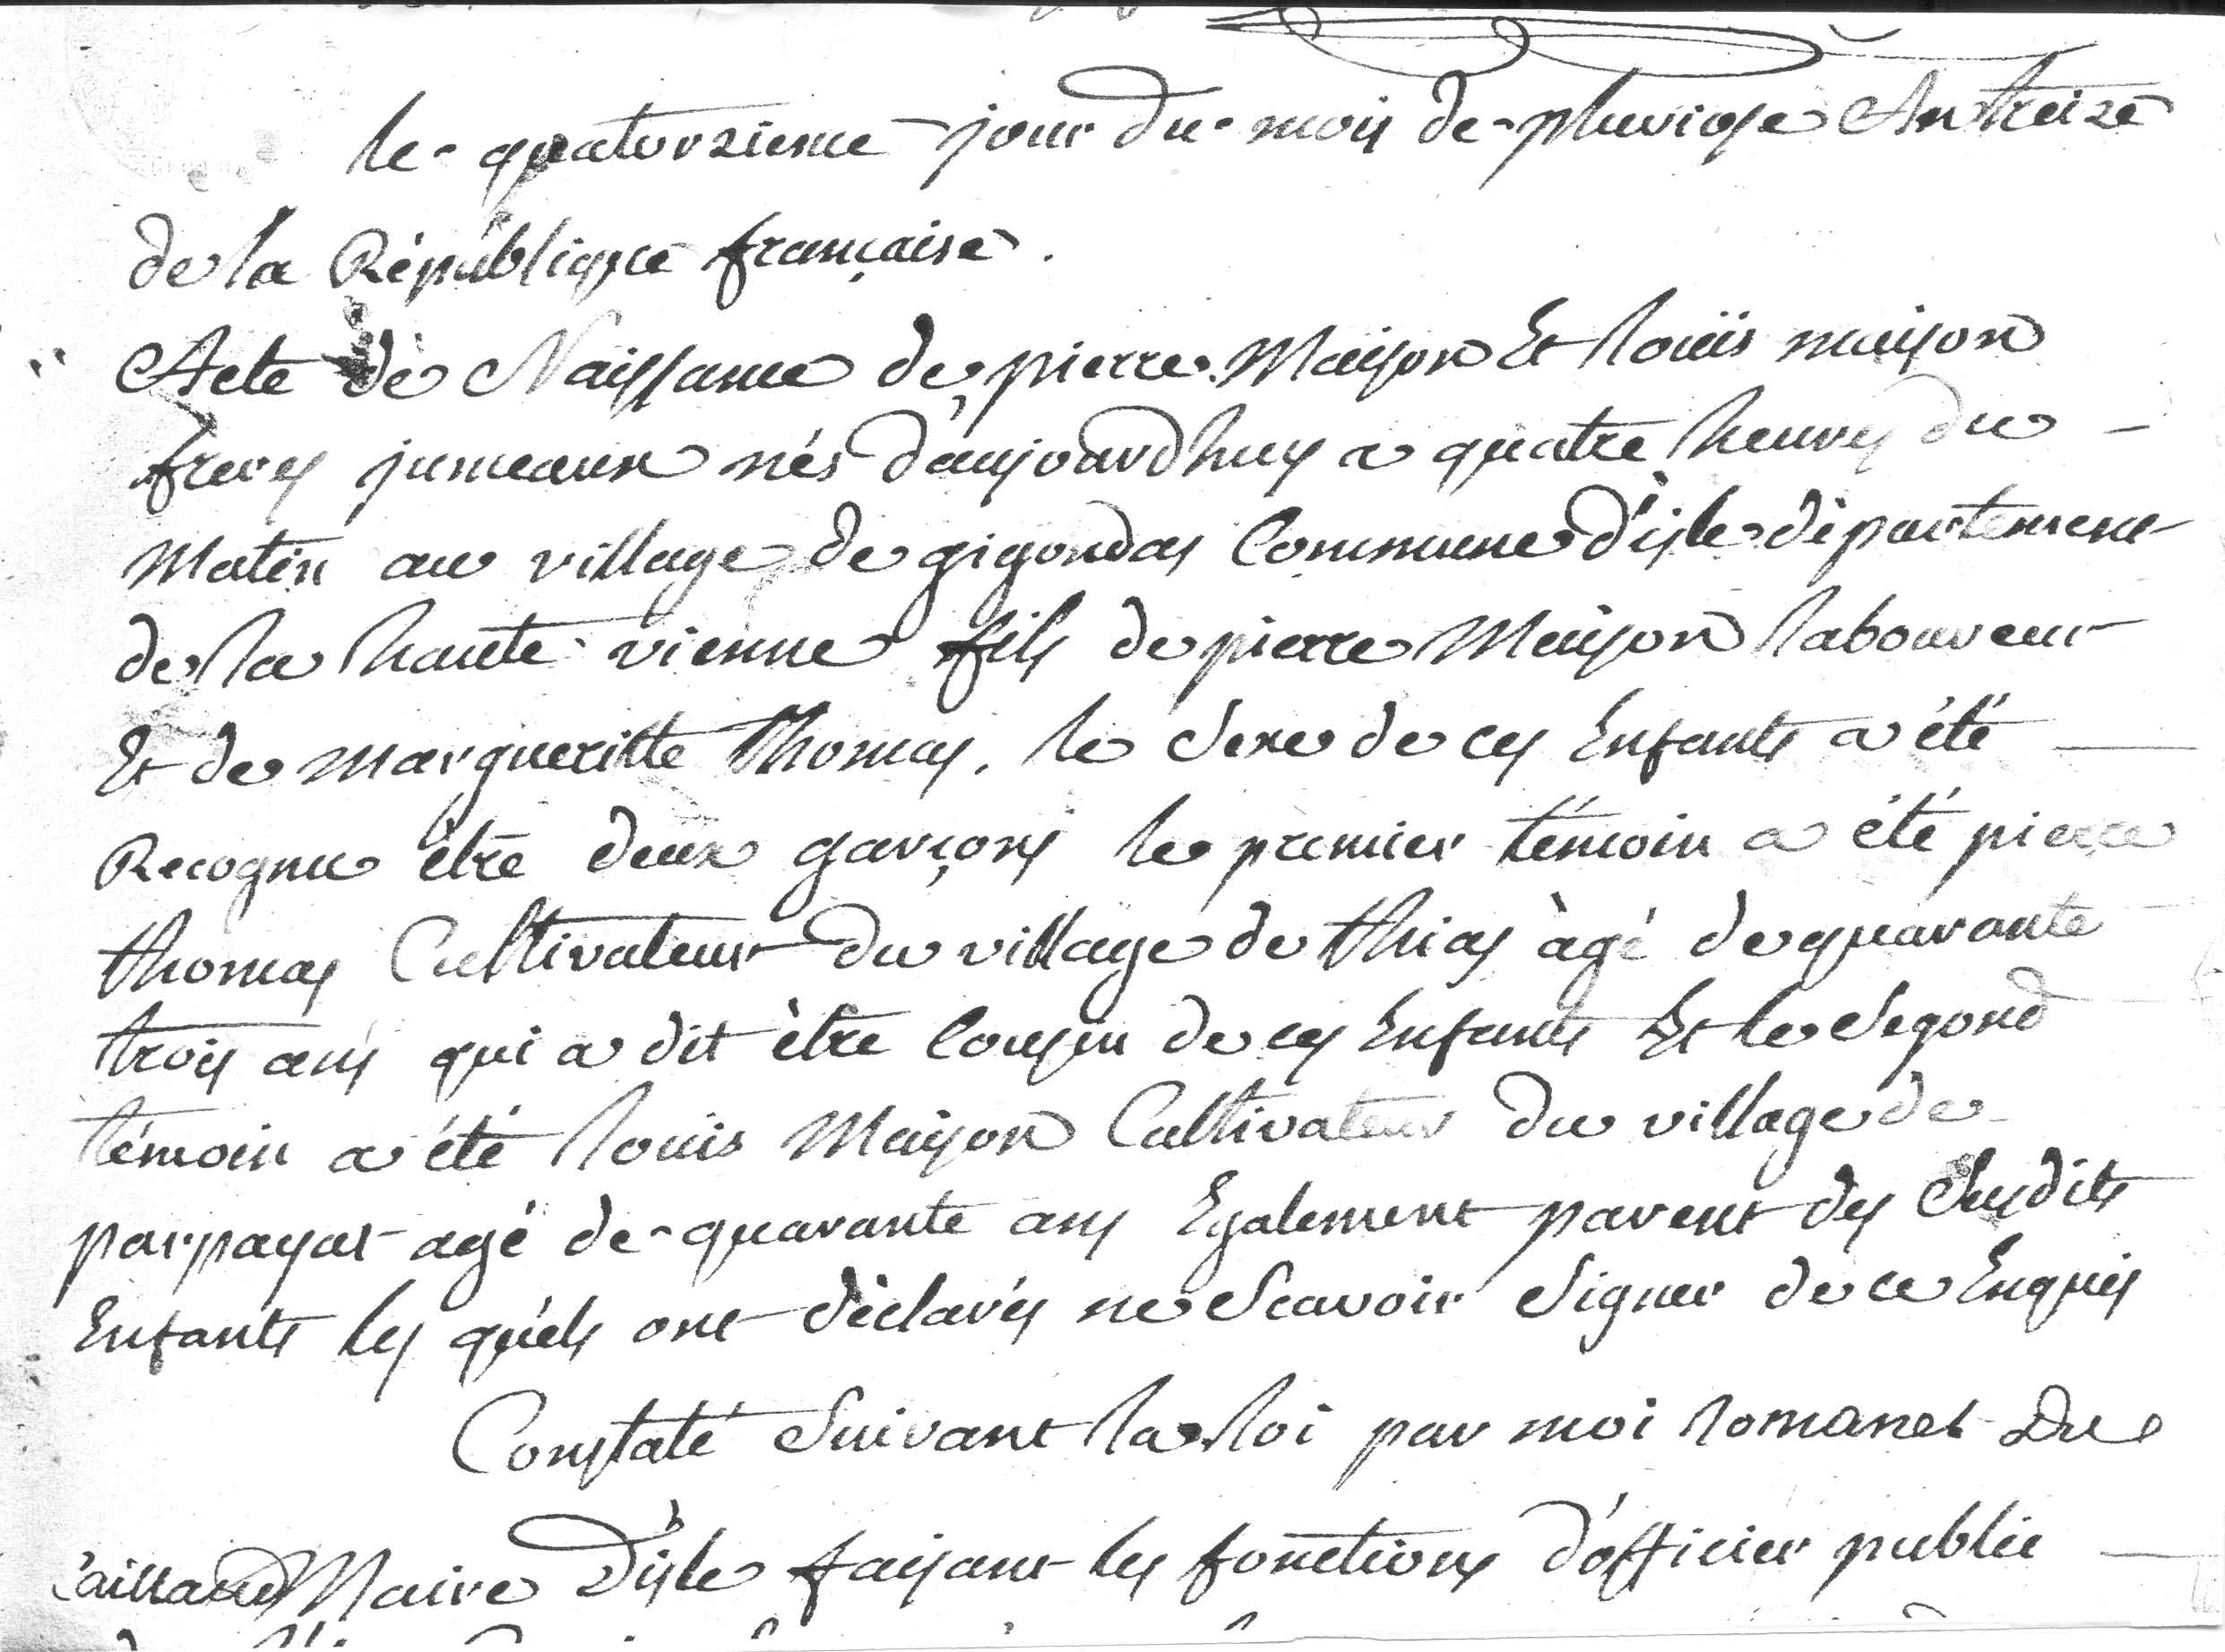 le quatorzieme jour du mois de pluviose An treize
de la République française.
Acte de Naissance de pierre Maison Et louis maison
freres jumeaux nés d'aujourdhuy a quatre heures du
Matin au village de gigondas Commune d'isle département
de la haute vienne fils de pierre Maison laboureur
Et de Margueritte Thomas. le Sexe de ces Enfants a été
Recognu être deux garçons le premier témoin a été pierre
thomas Cultivateur du village de thias àgé de quarante
trois ans qui a dit être Cousin de ces Enfants Et le Segond
témoin a été louis Maison Cultivateur du village de
parpayat agé de quarante ans Egalement parent des Susdits
Enfants les quels ont déclarés ne Scavoir Signer de ce Enquis
Constaté Suivant la loi par moi romanet Du
Caillaud Maire D'isle faisant les fonctions d'officier public